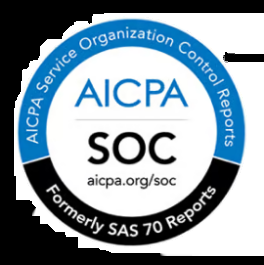 AICPA Service Organization Control Reports
AICPA
SOC
aicpa.org/soc
Formerly SAS 70 Reports